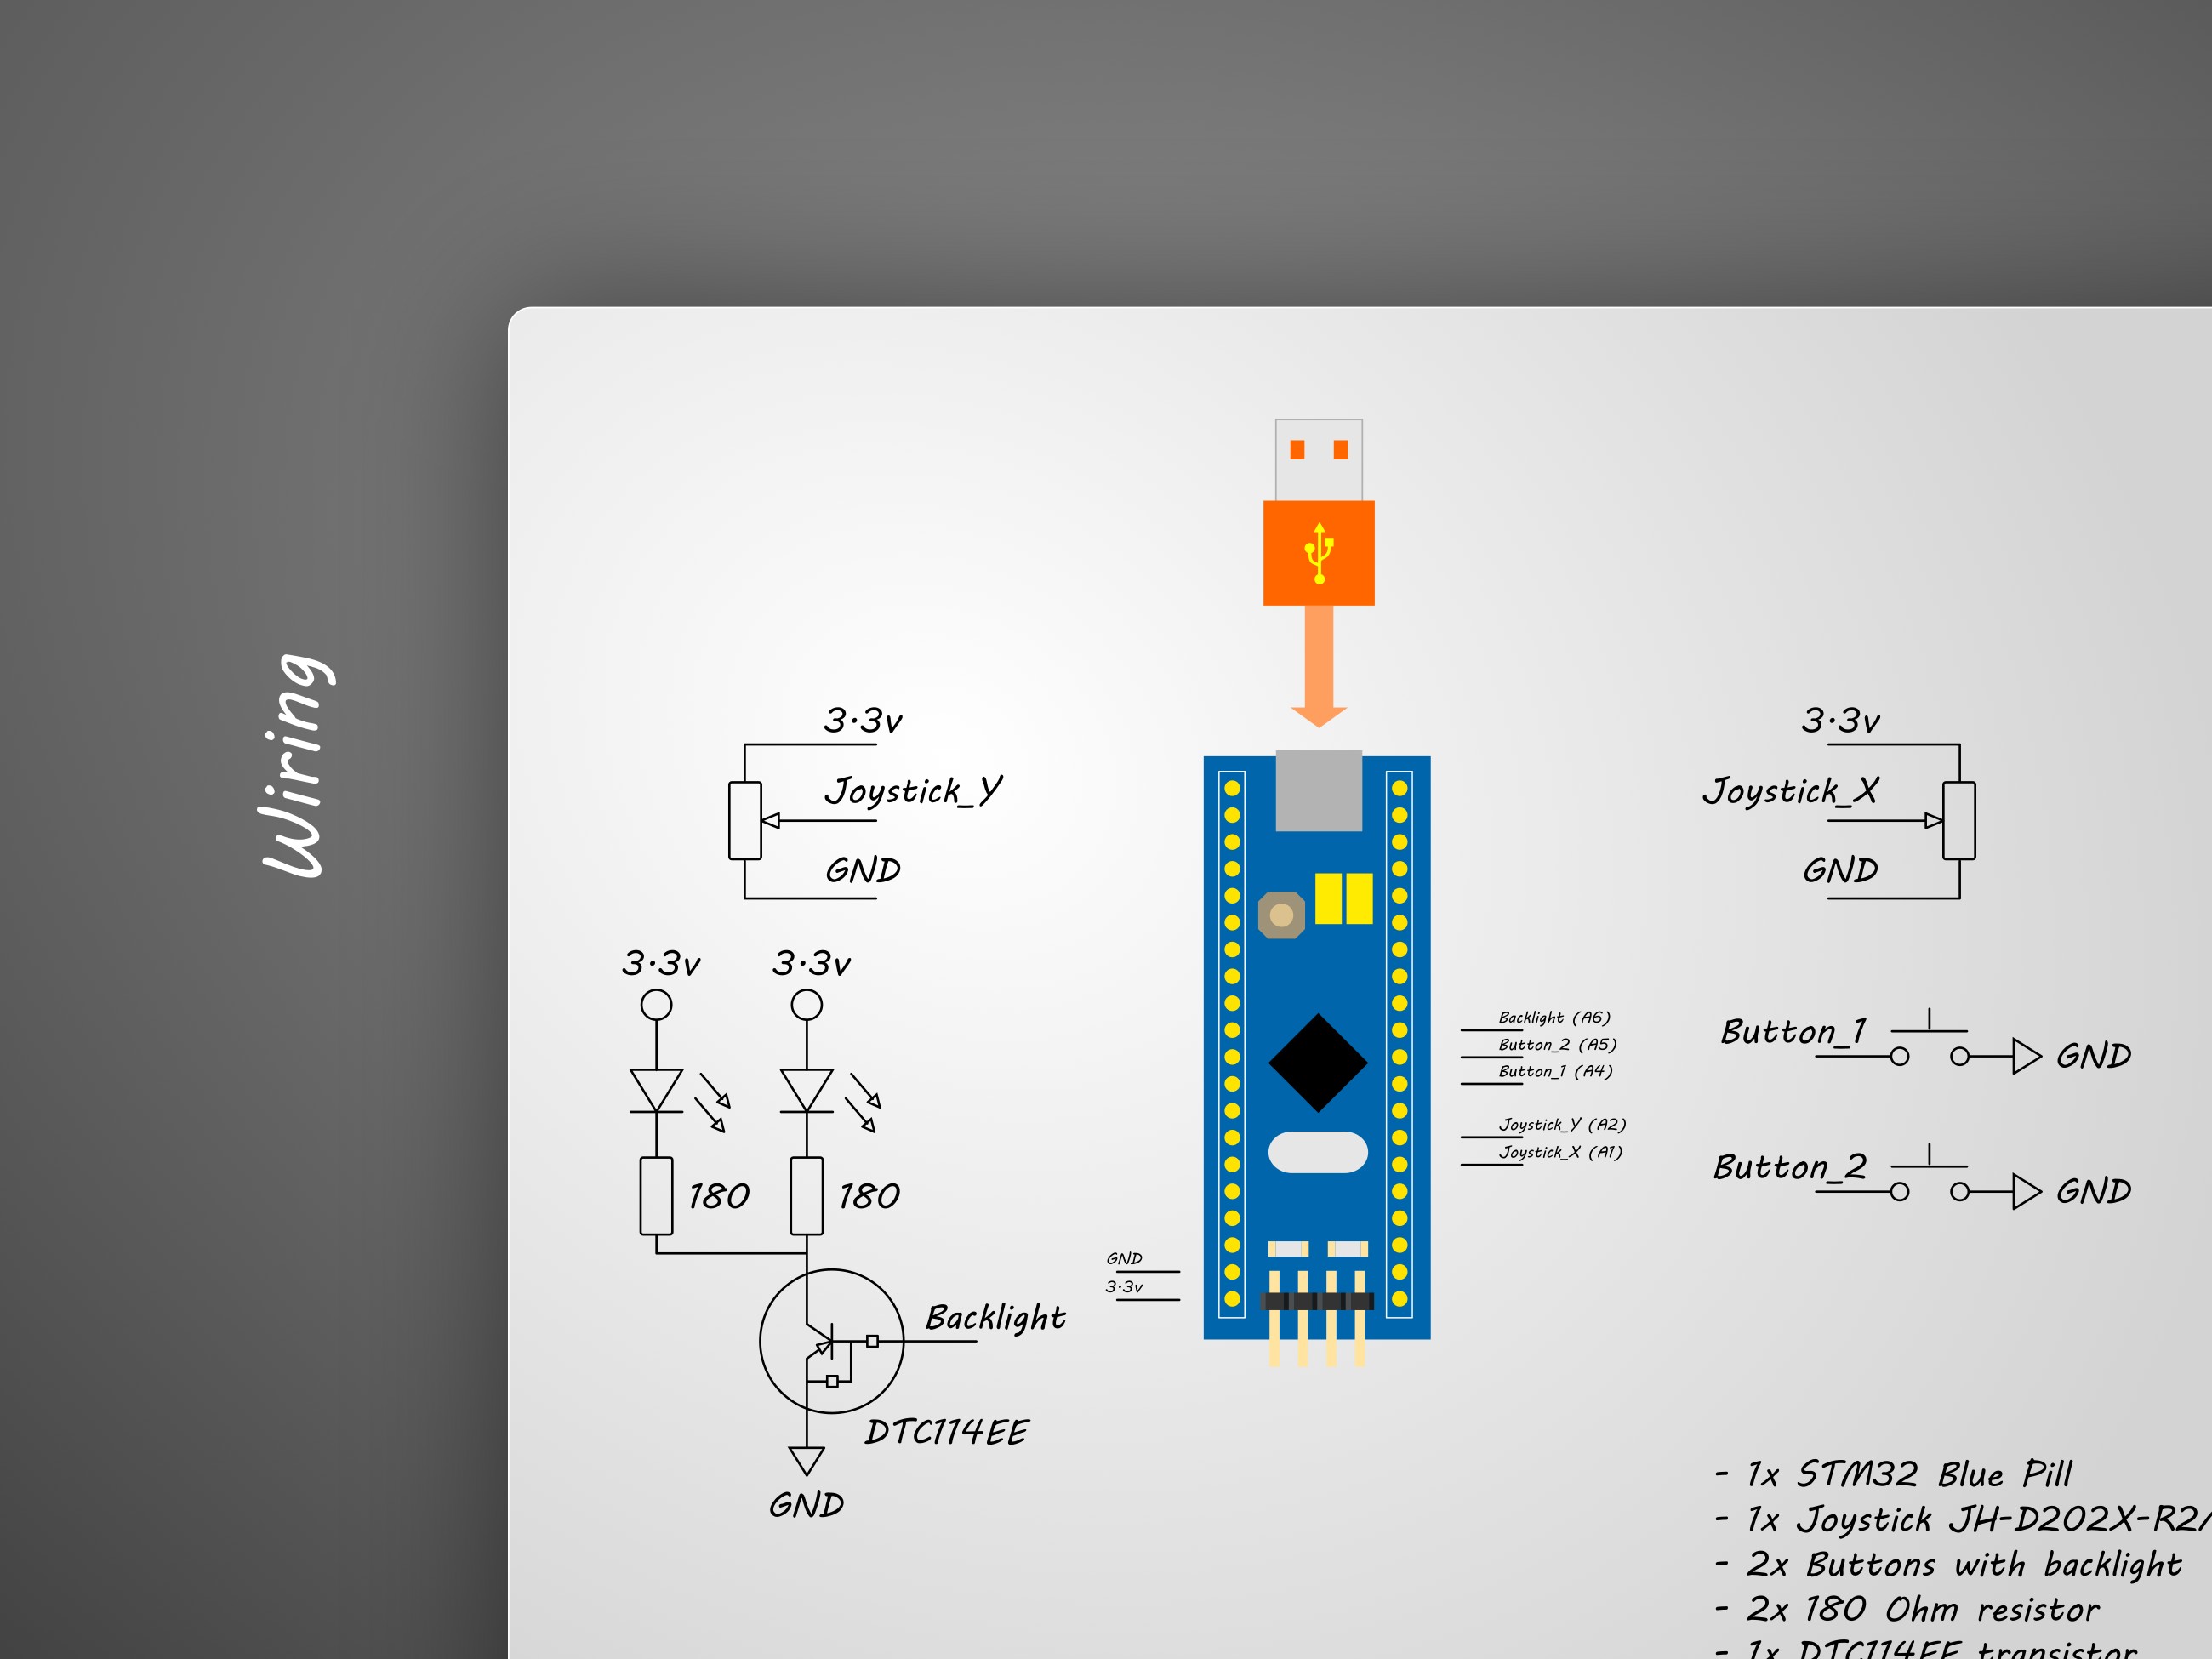 Wiring
3.3v
Joystick_Y
GND
3.3v
Joystick_X
GND
3.3v
3.3v
180
180
Backlight
DTC114EE
GND
GND
3.3v
Backlight (A6)
Button_2 (A5)
Button_1 (A4)
Joystick_Y (A2)
Joystick_X (A1)
Button_1
GND
Button_2
GND
- 1x STM32 Blue Pill
- 1x Joystick JH-D202X-R2/
- 2x Buttons with backlight
- 2x 180 Ohm resistor
- 1x DTC114EE transistor